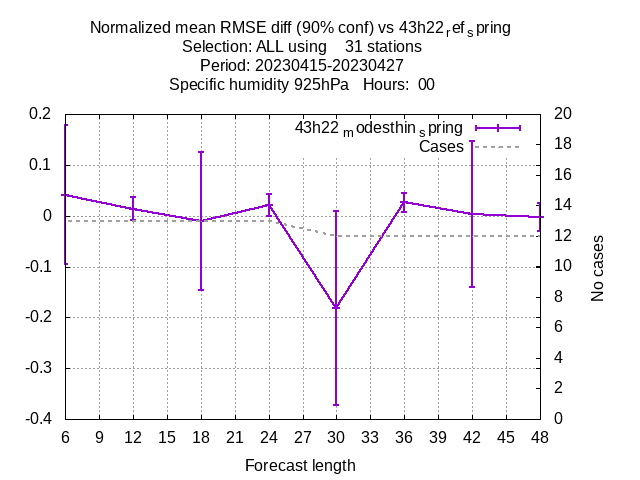 Normalized mean RMSE diff (90% conf) vs 43h22refspring
Selection: ALL using 31 stations
Period: 20230415-20230427
Specific humidity 925hPa Hours: 00
43h22modesthinspring
Cases
0.2
0.1
0
-0.1
-0.2
-0.3
-0.4
20
18
16
14
12
10
8
6
4
2
0
No cases
6 9 12 15 18 21 24 27 30 33 36 39 42 45 48
Forecast length